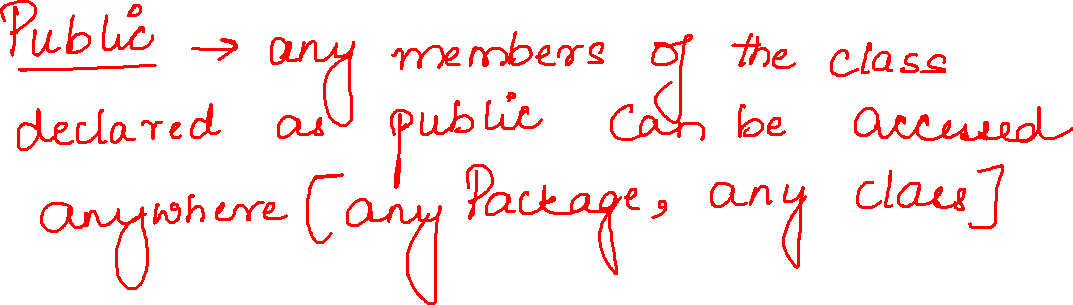 Public → any members of the class
declared as public can be accessed
anywhere [any Package, any class]